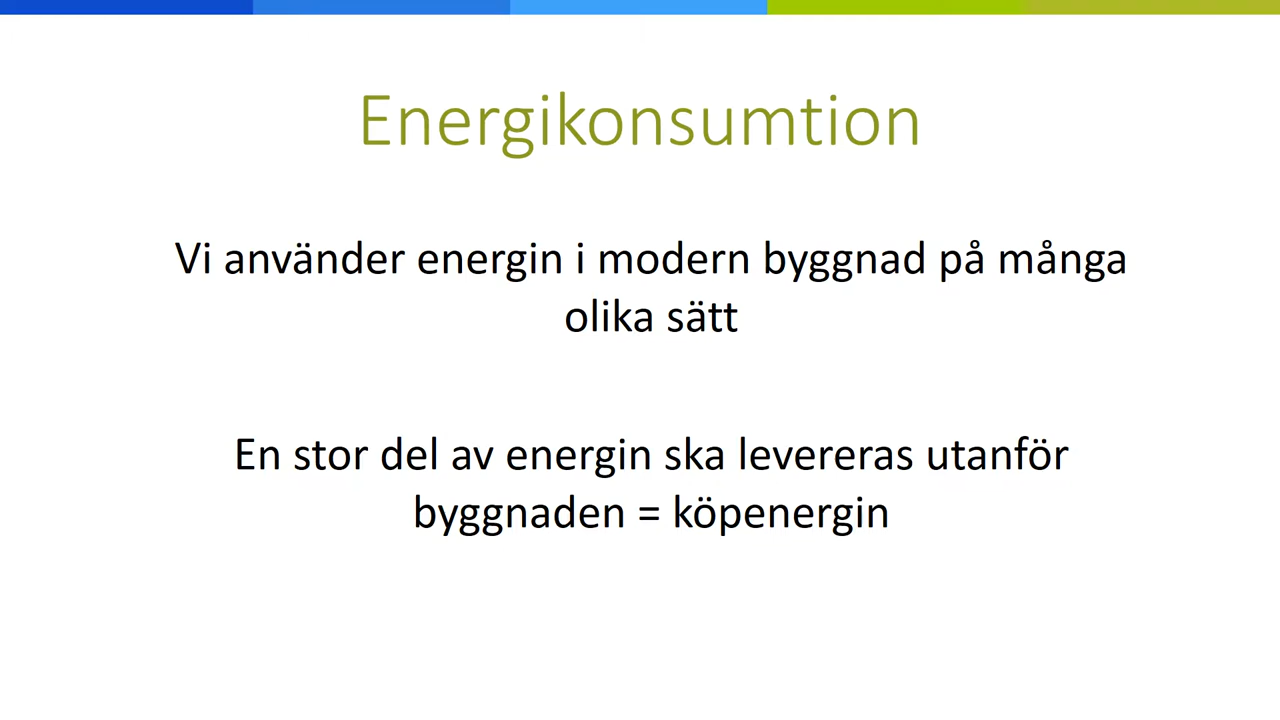 Energikonsumtion
Vi använder energin i modern byggnad på många
olika sätt
En stor del av energin ska levereras utanför
byggnaden = köpenergin